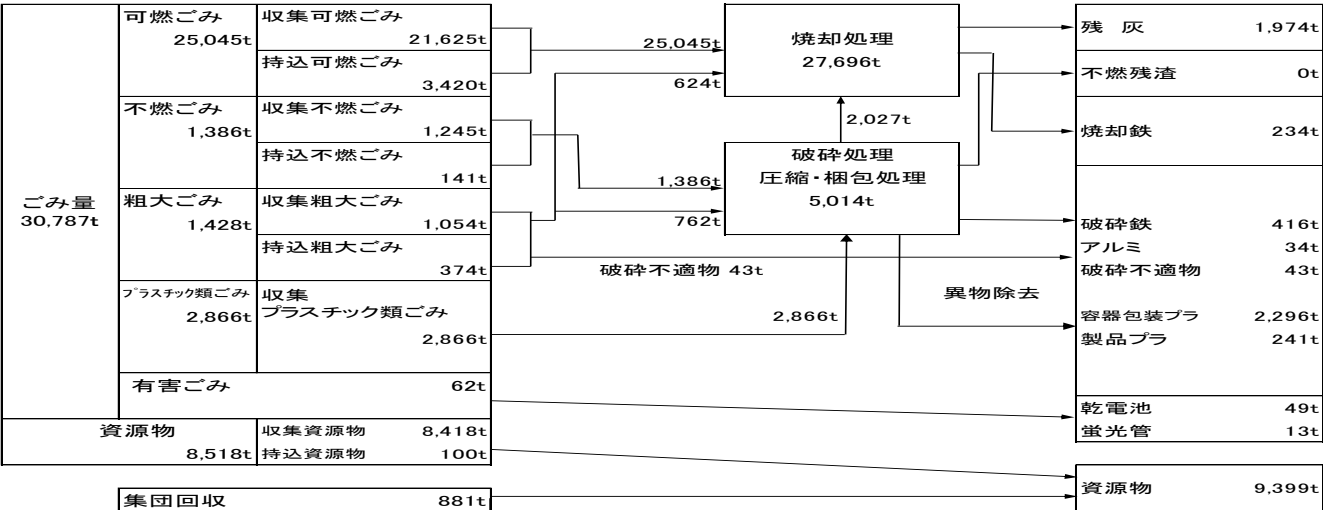 可燃ごみ 収集可燃ごみ
25,045t 21,625t
持込可燃ごみ
3,420t
不燃ごみ 収集不燃ごみ
1,386t 1,245t
持込不燃ごみ
141t
ごみ量
30,787t
粗大ごみ 収集粗大ごみ
1,428t 1,054t
持込粗大ごみ
374t
プラスチック類ごみ 収集
2,866t プラスチック類ごみ
2,866t
有害ごみ 62t
資源物 収集資源物 8,418t
8,518t 持込資源物 100t
集団回収 881t
25,045t
624t
焼却処理
27,696t
2,027t
1,386t
762t
破砕処理
圧縮・梱包処理
5,014t
破砕不適物 43t
2,866t
異物除去
残 灰 1,974t
不燃残渣 0t
焼却鉄 234t
破砕鉄 416t
アルミ 34t
破砕不適物 43t
容器包装プラ 2,296t
製品プラ 241t
乾電池 49t
蛍光管 13t
資源物 9,399t